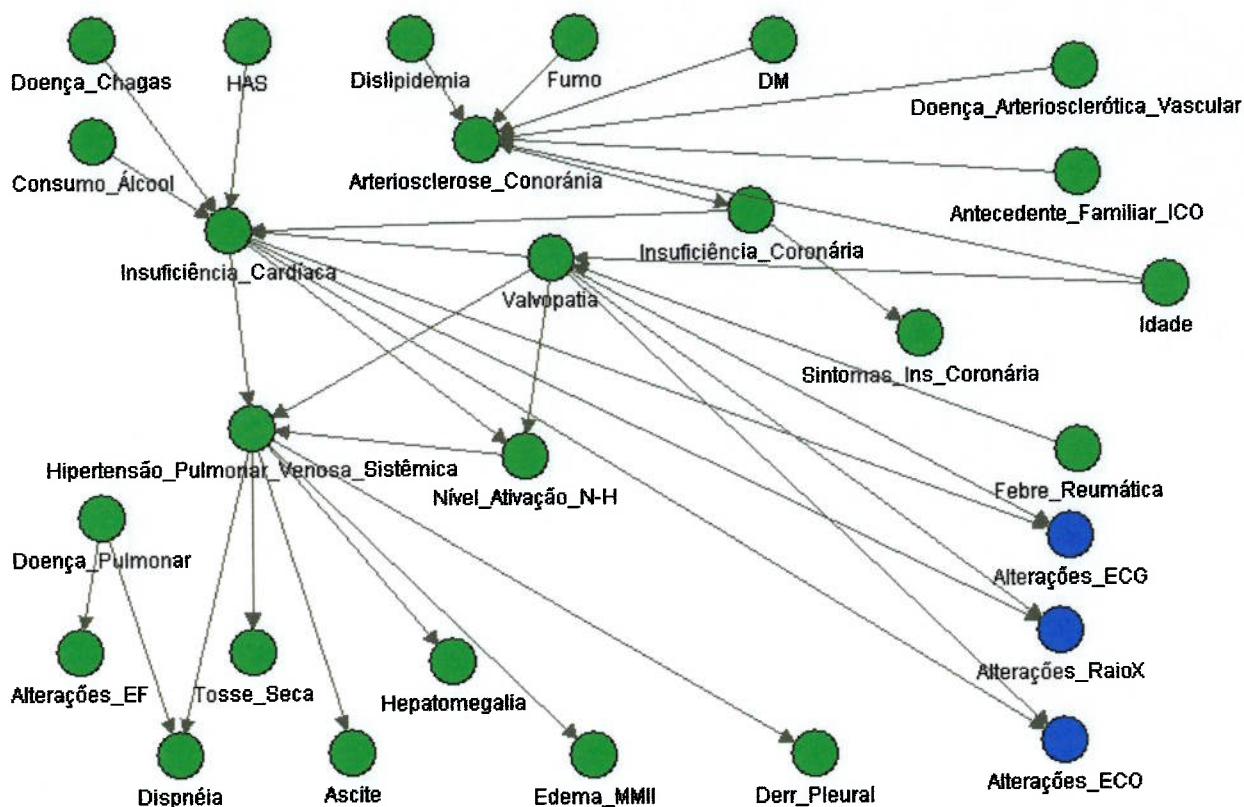 Doença_Chagas
HAS
Dislipidemia
Fumo
DM
Doença_Arteriosclerótica_Vascular
Consumo_Álcool
Arteriosclerose_Conoránia
Antecedente_Familiar_ICO
Insuficiência_Cardíaca
Insuficiência_Coronária
Valvopatia
Idade
Sintomas_Ins_Coronária
Hipertensão_Pulmonar_Venosa_Sistêmica
Nível_Ativação_N-H
Febre_Reumática
Doença_Pulmonar
Alterações_ECG
Alterações_EF
Tosse_Seca
Hepatomegalia
Alterações_RaioX
Dispnéia
Ascite
Edema_MMII
Derr_Pleural
Alterações_ECO